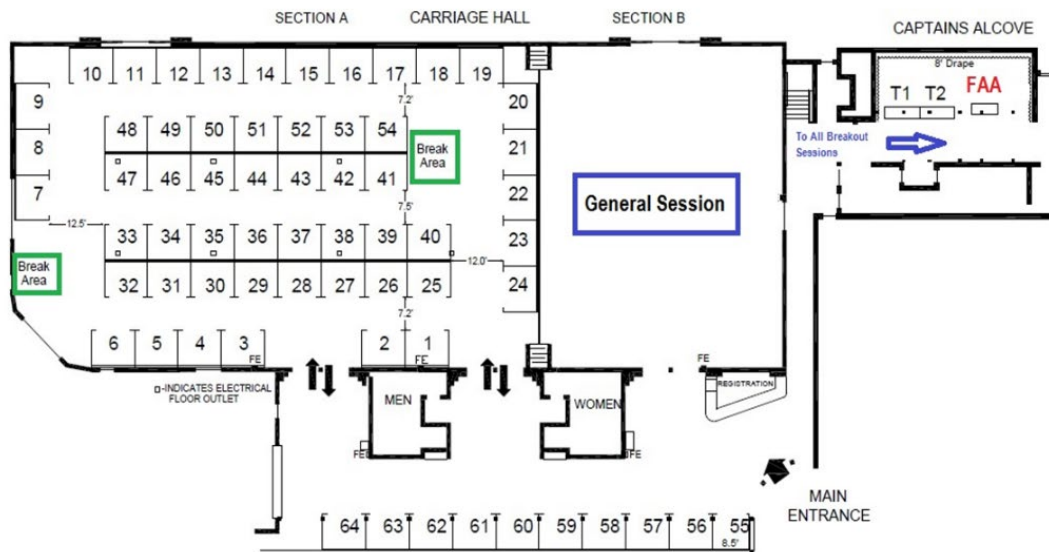 SECTION A
CARRIAGE HALL
SECTION B
CAPTAINS ALCOVE
10 11 12 13 14 15 16 17 18 19
8' Drape
T1 T2 FAA
7.2'
9
20
48 49 50 51 52 53 54
To All Breakout
Sessions
8
Break
Area
21
47 46 45 44 43 42 41
7
22
General Session
7.5'
12.5'
33 34 35 36 37 38 39 40
23
12.0'
Break
Area
32 31 30 29 28 27 26 25
24
7.2'
6 5 4 3
2 1
FE
FE
FE
□-INDICATES ELECTRICAL
FLOOR OUTLET
REGISTRATION
MEN
WOMEN
FE
FE
MAIN
ENTRANCE
64 63 62 61 60 59 58 57 56 55
8.5'